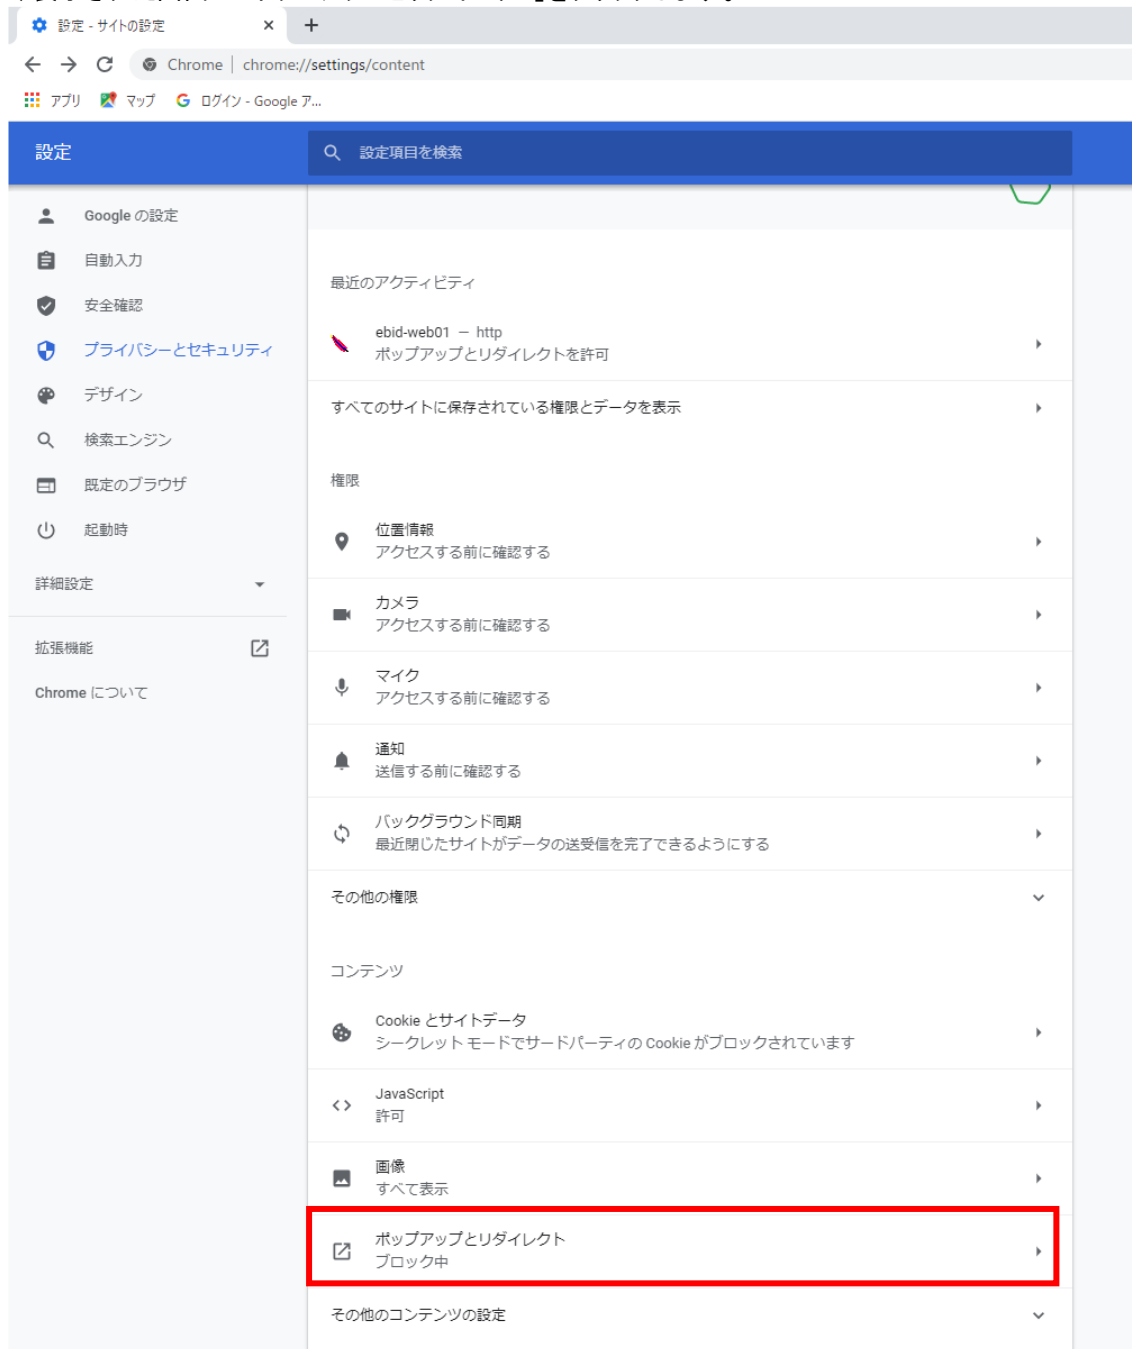 設定 - サイトの設定
Chrome | chrome://settings/content
アプリ マップ ログイン - Google ア...
設定
設定項目を検索
Google の設定
自動入力
安全確認
プライバシーとセキュリティ
デザイン
検索エンジン
既定のブラウザ
起動時
詳細設定
拡張機能
Chrome について
最近のアクティビティ
ebid-web01 — http
ポップアップとリダイレクトを許可
すべてのサイトに保存されている権限とデータを表示
権限
位置情報
アクセスする前に確認する
カメラ
アクセスする前に確認する
マイク
アクセスする前に確認する
通知
送信する前に確認する
バックグラウンド同期
最近閉じたサイトがデータの送受信を完了できるようにする
その他の権限
コンテンツ
Cookie とサイトデータ
シークレット モードでサードパーティの Cookie がブロックされています
JavaScript
許可
画像
すべて表示
ポップアップとリダイレクト
ブロック中
その他のコンテンツの設定